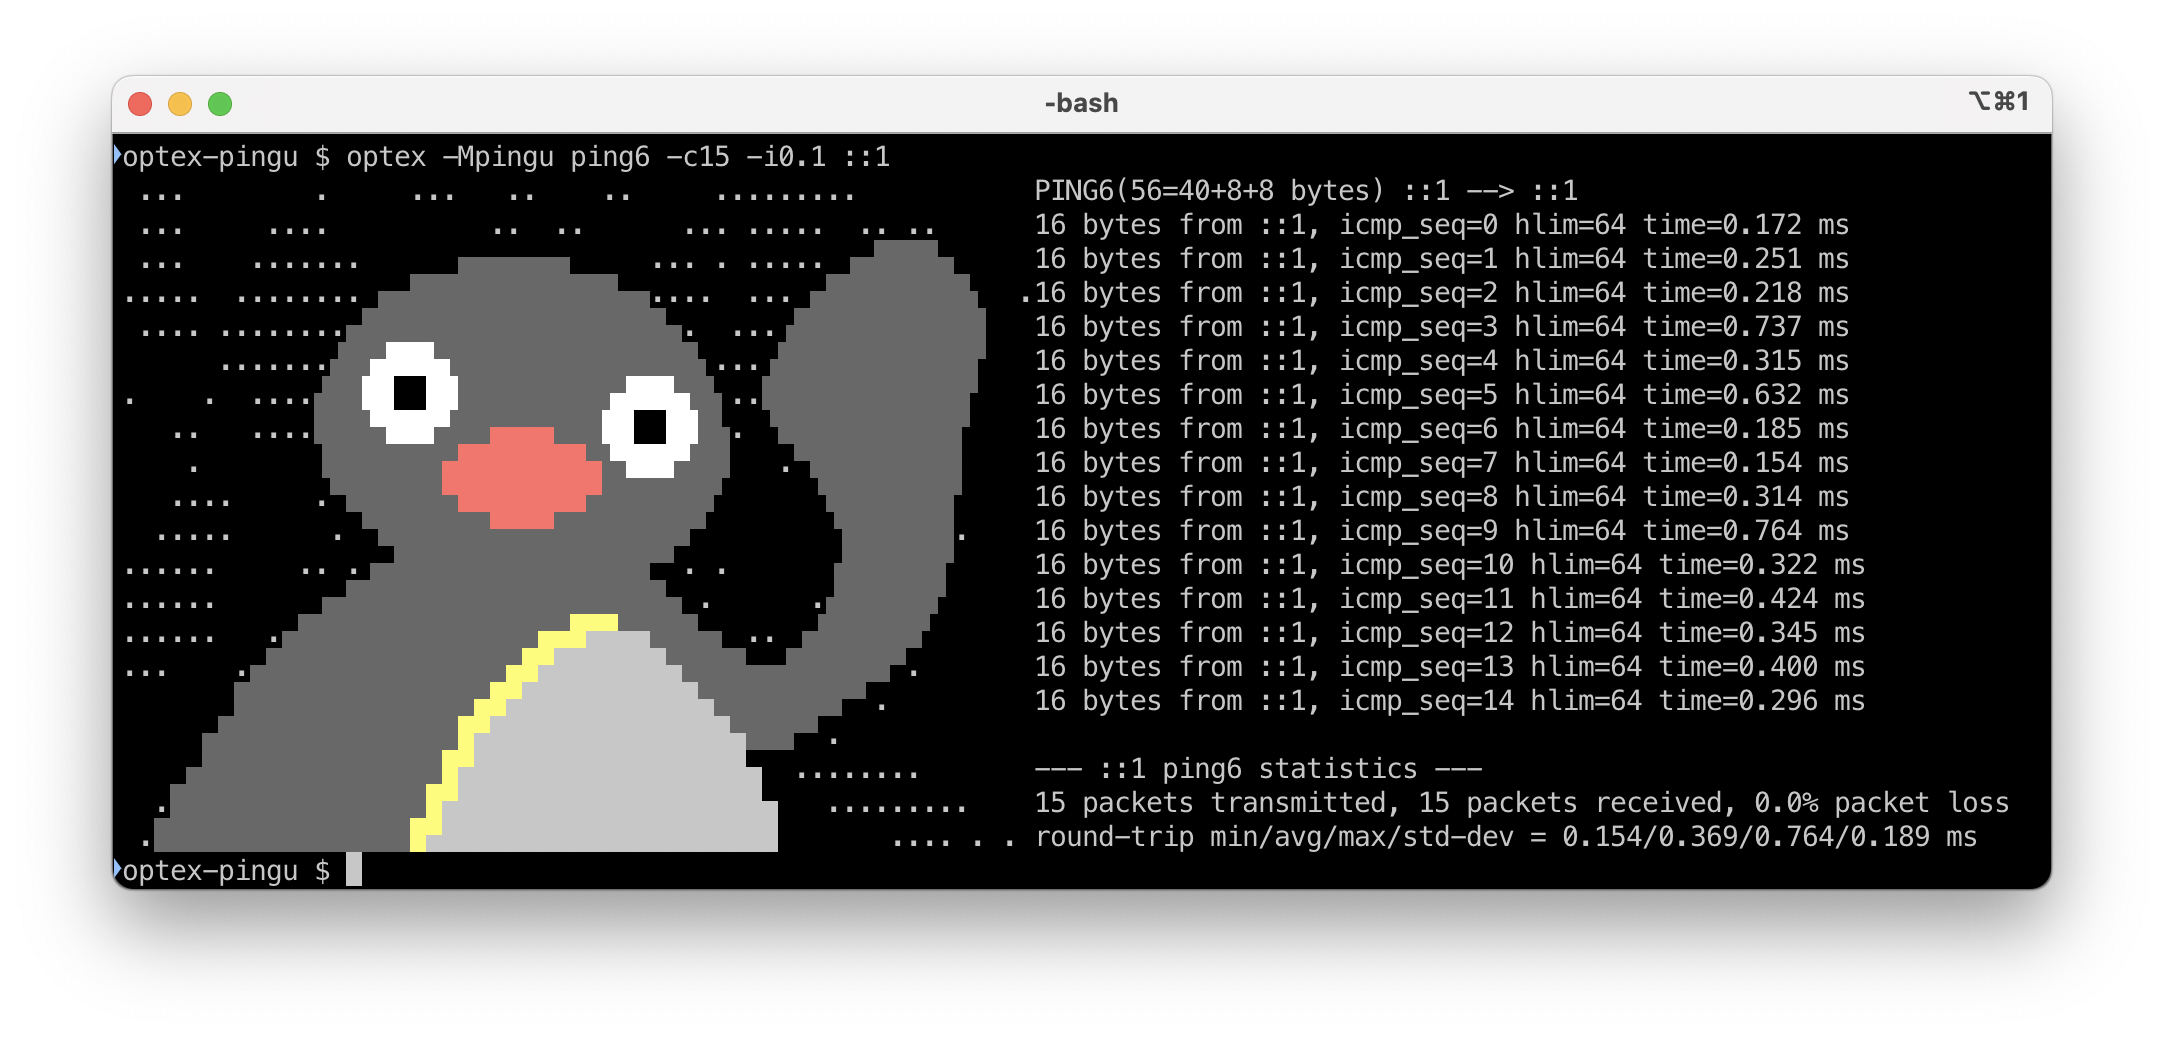 -bash
⌥⌘1
optex-pingu $ optex -Mpingu ping6 -c15 -i0.1 ::1
PING6(56=40+8+8 bytes) ::1 --> ::1
16 bytes from ::1, icmp_seq=0 hlim=64 time=0.172 ms
16 bytes from ::1, icmp_seq=1 hlim=64 time=0.251 ms
16 bytes from ::1, icmp_seq=2 hlim=64 time=0.218 ms
16 bytes from ::1, icmp_seq=3 hlim=64 time=0.737 ms
16 bytes from ::1, icmp_seq=4 hlim=64 time=0.315 ms
16 bytes from ::1, icmp_seq=5 hlim=64 time=0.632 ms
16 bytes from ::1, icmp_seq=6 hlim=64 time=0.185 ms
16 bytes from ::1, icmp_seq=7 hlim=64 time=0.154 ms
16 bytes from ::1, icmp_seq=8 hlim=64 time=0.314 ms
16 bytes from ::1, icmp_seq=9 hlim=64 time=0.764 ms
16 bytes from ::1, icmp_seq=10 hlim=64 time=0.322 ms
16 bytes from ::1, icmp_seq=11 hlim=64 time=0.424 ms
16 bytes from ::1, icmp_seq=12 hlim=64 time=0.345 ms
16 bytes from ::1, icmp_seq=13 hlim=64 time=0.400 ms
16 bytes from ::1, icmp_seq=14 hlim=64 time=0.296 ms
--- ::1 ping6 statistics ---
15 packets transmitted, 15 packets received, 0.0% packet loss
round-trip min/avg/max/std-dev = 0.154/0.369/0.764/0.189 ms
optex-pingu $